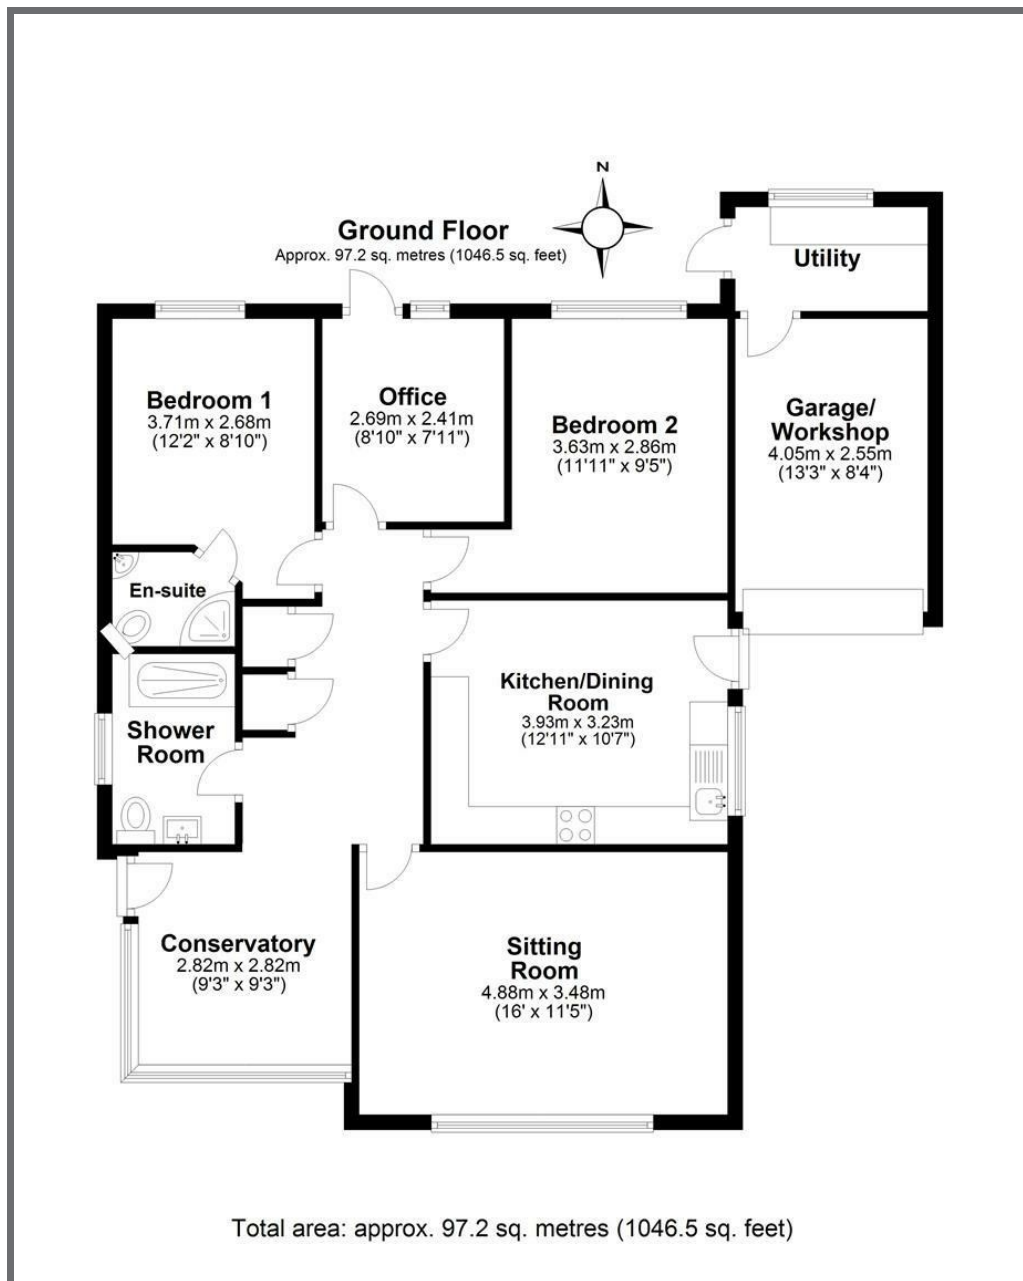 N
Ground Floor
Approx. 97.2 sq. metres (1046.5 sq. feet)
Utility
Bedroom 1
3.71m x 2.68m
(12'2" x 8'10")
Office
2.69m x 2.41m
(8'10" x 7'11")
Bedroom 2
3.63m x 2.86m
(11'11" x 9'5")
Garage/
Workshop
4.05m x 2.55m
(13'3" x 8'4")
En-suite
Kitchen/Dining
Room
3.93m x 3.23m
(12'11" x 10'7")
Shower
Room
Conservatory
2.82m x 2.82m
(9'3" x 9'3")
Sitting
Room
4.88m x 3.48m
(16' x 11'5")
Total area: approx. 97.2 sq. metres (1046.5 sq. feet)